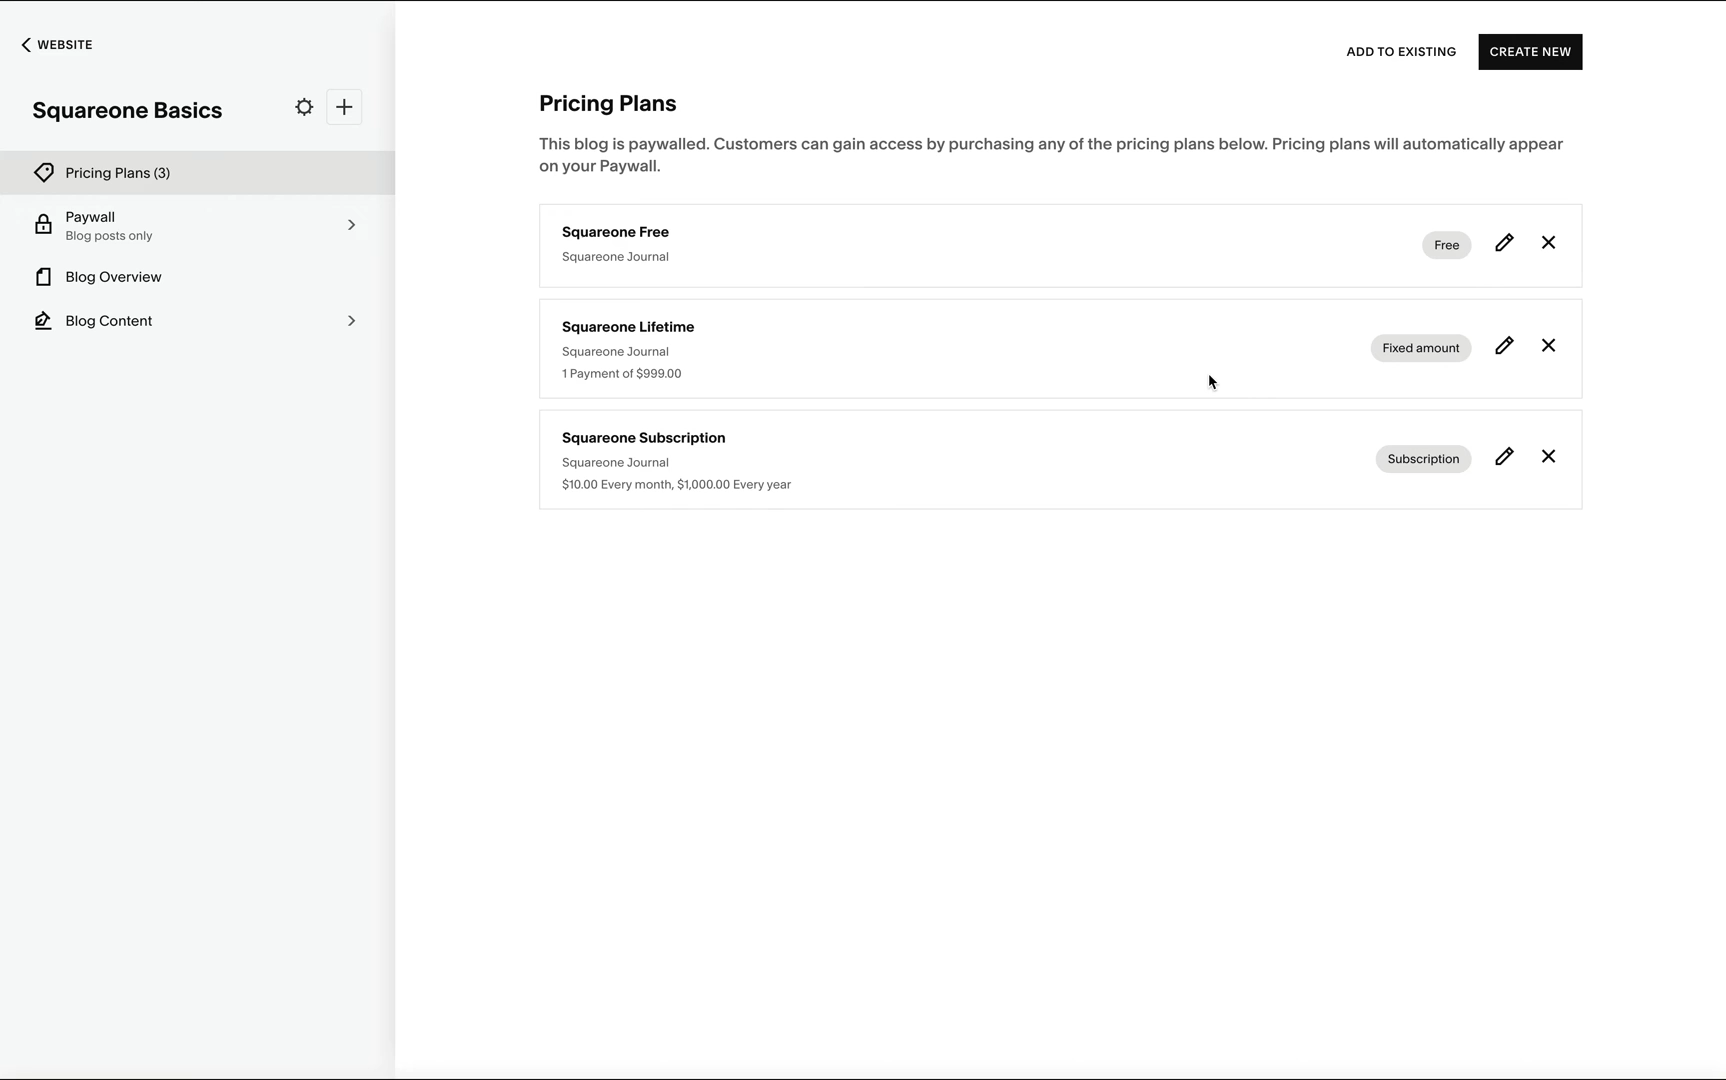 WEBSITE
Squareone Basics
Pricing Plans (3)
Paywall
Blog posts only
Blog Overview
Blog Content
ADD TO EXISTING
CREATE NEW
Pricing Plans
This blog is paywalled. Customers can gain access by purchasing any of the pricing plans below. Pricing plans will automatically appear
on your Paywall.
Squareone Free
Squareone Journal
Free
Squareone Lifetime
Squareone Journal
1 Payment of $999.00
Fixed amount
Squareone Subscription
Squareone Journal
$10.00 Every month, $1,000.00 Every year
Subscription